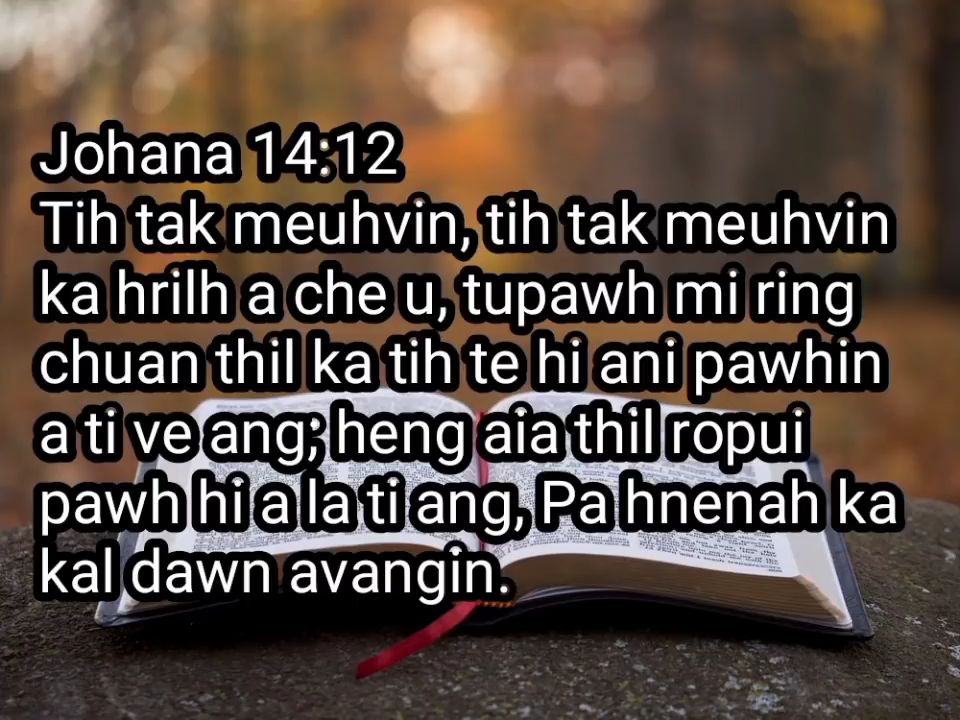 Johana 14:12
Tih tak meuhvin, tih tak meuhvin
ka hrilh a che u, tupawh mi ring
chuan thil ka tih te hi ani pawhin
a ti ve ang; heng aia thil ropui
pawh hi a la ti ang, Pa hnenah ka
kal dawn avangin.